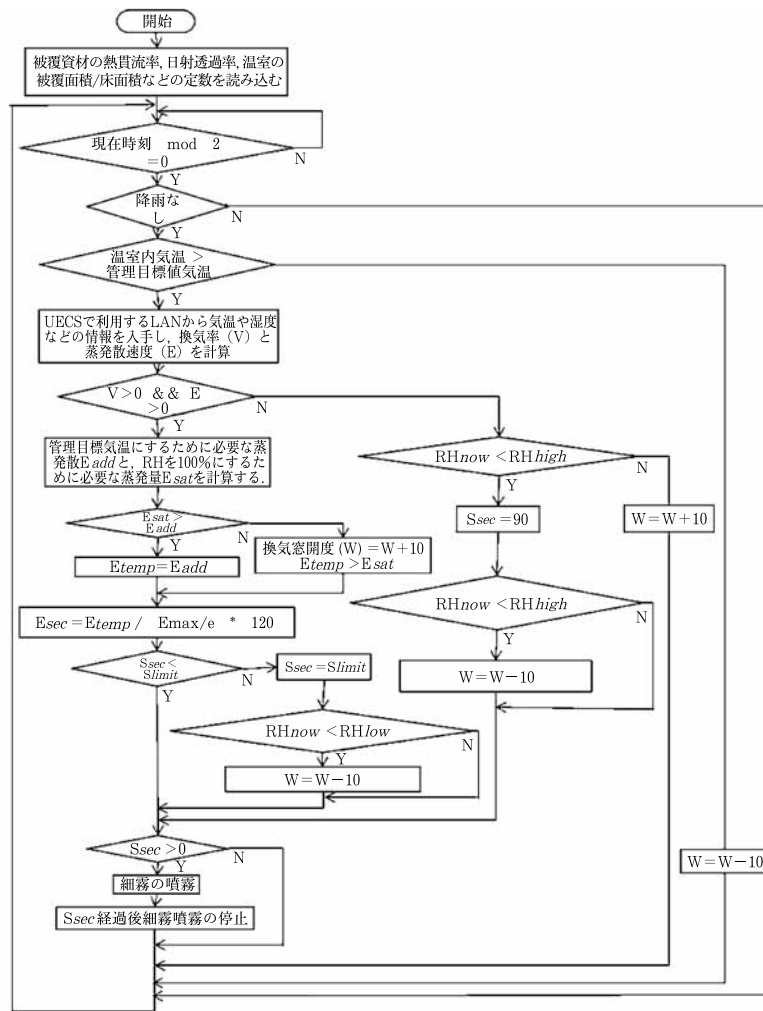 開始
被覆資材の熱貫流率, 日射透過率, 温室の
被覆面積/床面積などの定数を読み込む
現在時刻 mod 2
=0
N
Y
降雨な
し
N
Y
温室内気温 >
管理目標値気温
Y
UECSで利用するLANから気温や湿度
などの情報を入手し, 換気率 (V) と
蒸発散速度 (E) を計算
V>0 && E
>0
N
Y
管理目標気温にするために必要な蒸
発散Eaddと, RHを100%にするた
めに必要な蒸発量Esatを計算する.
RHnow <RHhigh
N
Y
Esat >
Eadd
N
Y
Ssec=90
W=W+10
換気窓開度 (W) =W+10
Etemp >Esat
Etemp=Eadd
RHnow <RHhigh
N
Y
Esec=Etemp / Emax/e * 120
Ssec<
Slimit
N
Y
Ssec=Slimit
W=W-10
RHnow <RHlow
N
Y
W=W-10
Ssec >0
N
Y
W=W-10
細霧の噴霧
Ssec 経過後細霧噴霧の停止